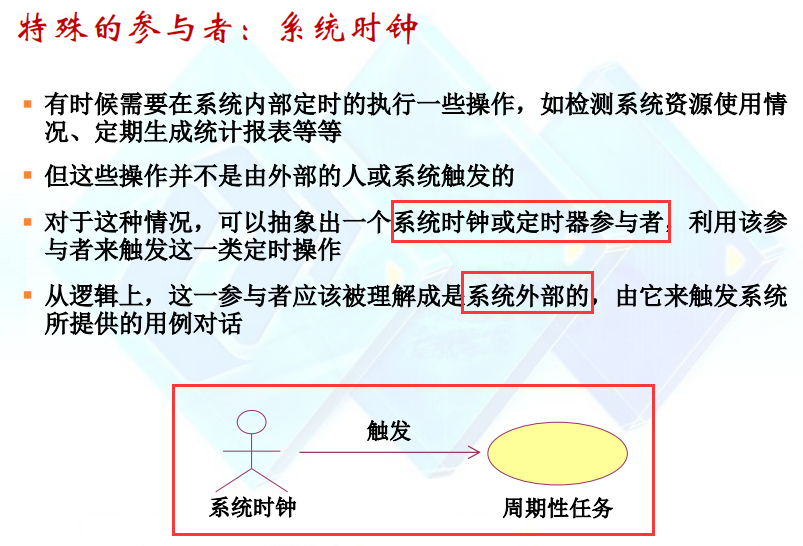 特殊的参与者：系统时钟
有时候需要在系统内部定时的执行一些操作，如检测系统资源使用情
况、定期生成统计报表等等
但这些操作并不是由外部的人或系统触发的
对于这种情况，可以抽象出一个系统时钟或定时器参与者，利用该参
与者来触发这一类定时操作
从逻辑上，这一参与者应该被理解成是系统外部的，由它来触发系统
所提供的用例对话
触发
系统时钟
周期性任务